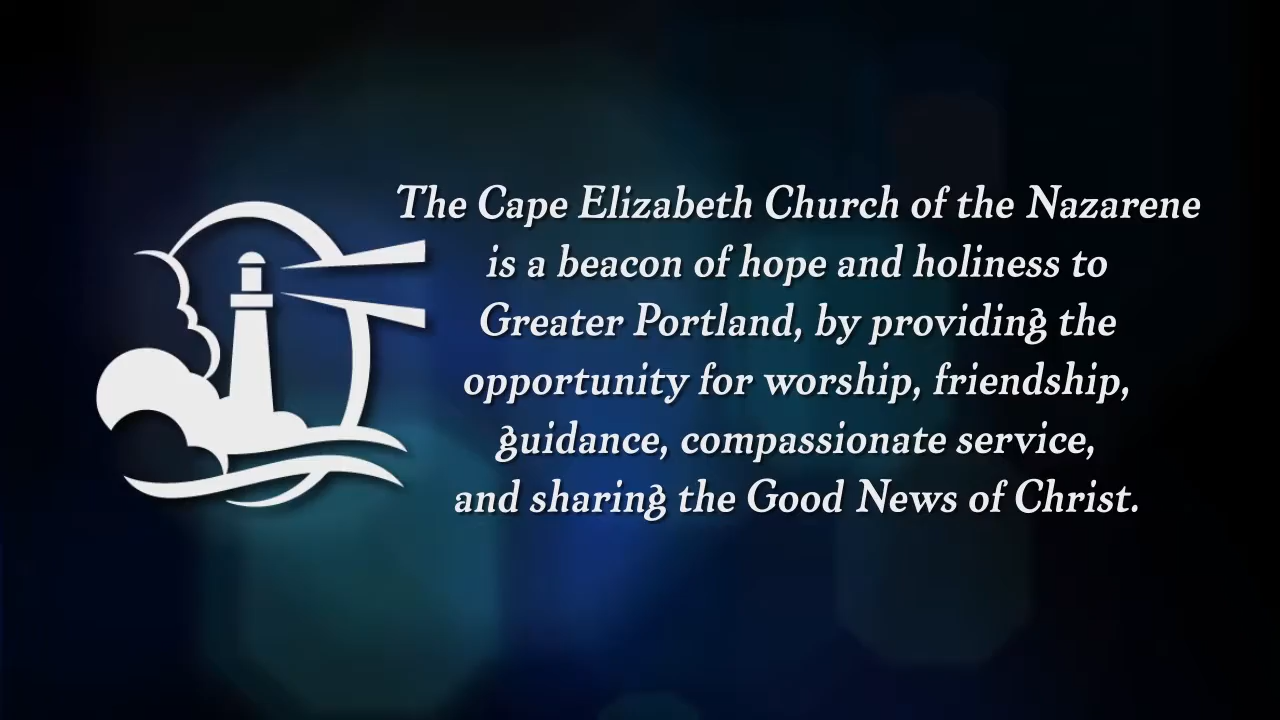 The Cape Elizabeth Church of the Nazarene
is a beacon of hope and holiness to
Greater Portland, by providing the
opportunity for worship, friendship,
guidance, compassionate service,
and sharing the Good News of Christ.